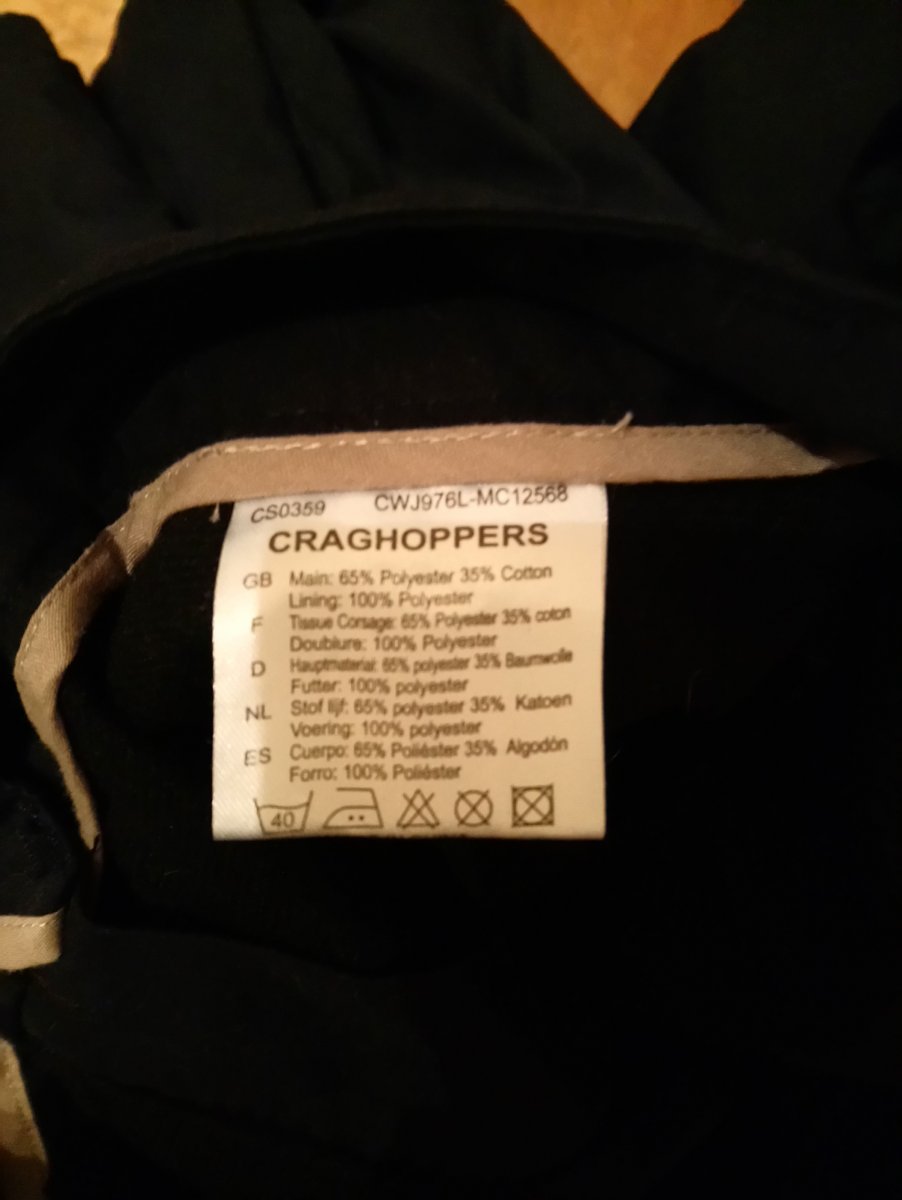 CS0359 CWJ976L-MC12568
CRAGHOPPERS
GB Main: 65% Polyester 35% Cotton
Lining: 100% Polyester
F Tissue Corsage: 65% Polyester 35% coton
Doublure: 100% Polyester
D Hauptmaterial: 65% polyester 35% Baumwolle
Futter: 100% polyester
NL Stof lijf: 65% polyester 35% Katoen
Voering: 100% polyester
ES Cuerpo: 65% Poliéster 35% Algodón
Forro: 100% Poliéster
40